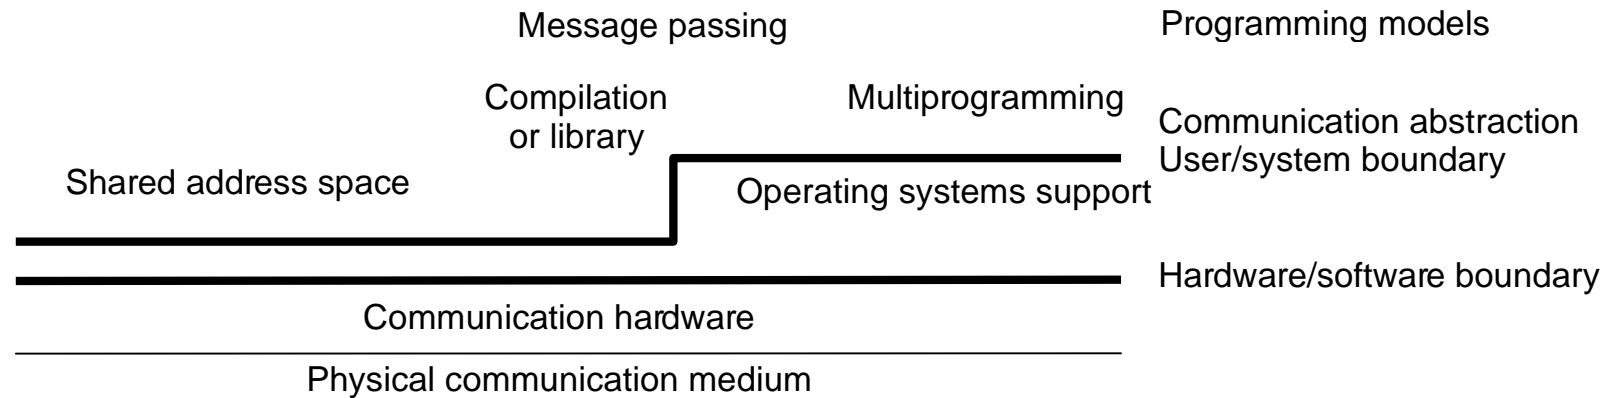 Message passing
Programming models
Compilation
or library
Multiprogramming
Communication abstraction
User/system boundary
Shared address space
Operating systems support
Hardware/software boundary
Communication hardware
Physical communication medium